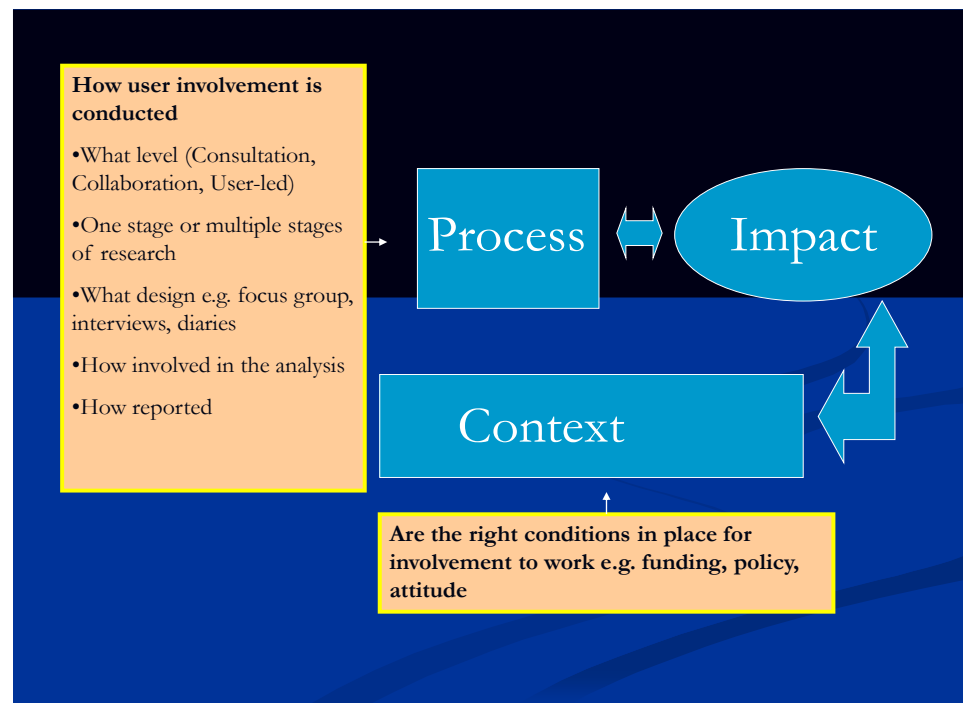 How user involvement is
conducted
•What level (Consultation,
Collaboration, User-led)
•One stage or multiple stages
of research
•What design e.g. focus group,
interviews, diaries
•How involved in the analysis
•How reported
Process
Impact
Context
Are the right conditions in place for
involvement to work e.g. funding, policy,
attitude